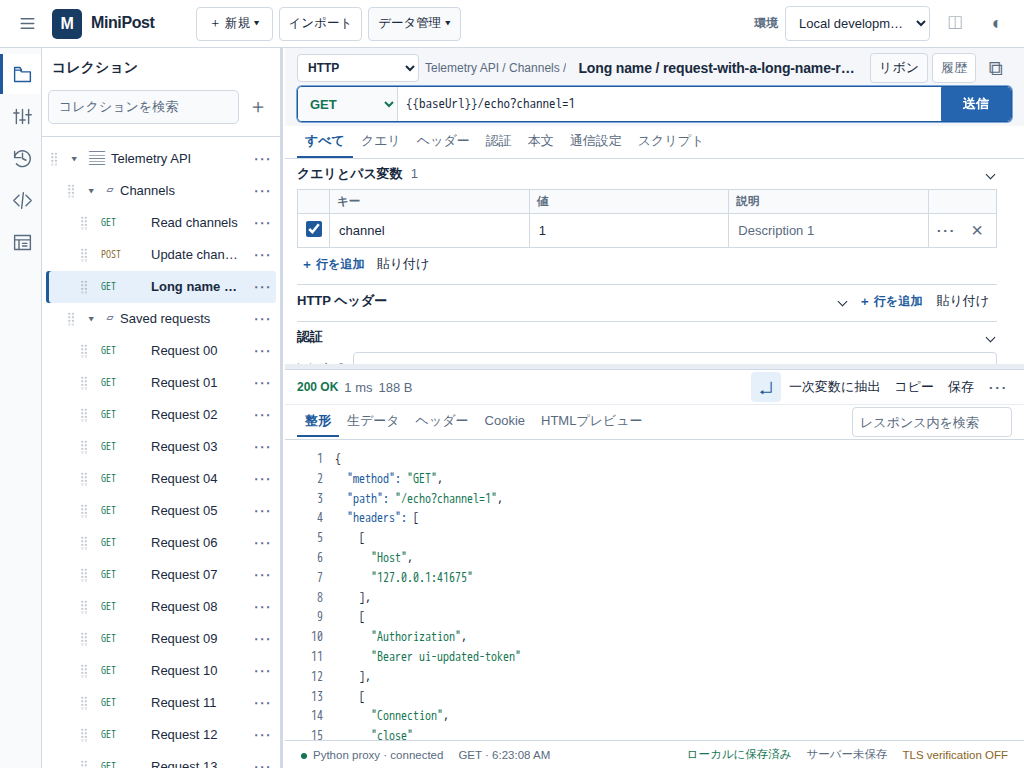 M MiniPost ＋ 新規 ▾ インポート データ管理 ▾ 環境 Local developm…
コレクション
コレクションを検索 ＋
Telemetry API ···
Channels ···
GET Read channels ···
POST Update chan… ···
GET Long name … ···
Saved requests ···
GET Request 00 ···
GET Request 01 ···
GET Request 02 ···
GET Request 03 ···
GET Request 04 ···
GET Request 05 ···
GET Request 06 ···
GET Request 07 ···
GET Request 08 ···
GET Request 09 ···
GET Request 10 ···
GET Request 11 ···
GET Request 12 ···
GET Request 13 ···
HTTP Telemetry API / Channels / Long name / request-with-a-long-name-r… リボン 履歴
GET {{baseUrl}}/echo?channel=1 送信
すべて クエリ ヘッダー 認証 本文 通信設定 スクリプト
クエリとパス変数 1
キー 値 説明
channel 1 Description 1 ··· ✕
+ 行を追加 貼り付け
HTTP ヘッダー + 行を追加 貼り付け
認証
200 OK 1 ms 188 B 一次変数に抽出 コピー 保存 ···
整形 生データ ヘッダー Cookie HTMLプレビュー レスポンス内を検索
1 {
2 "method": "GET",
3 "path": "/echo?channel=1",
4 "headers": [
5 [
6 "Host",
7 "127.0.0.1:41675"
8 ],
9 [
10 "Authorization",
11 "Bearer ui-updated-token"
12 ],
13 [
14 "Connection",
15 "close"
Python proxy · connected GET · 6:23:08 AM ローカルに保存済み サーバー未保存 TLS verification OFF